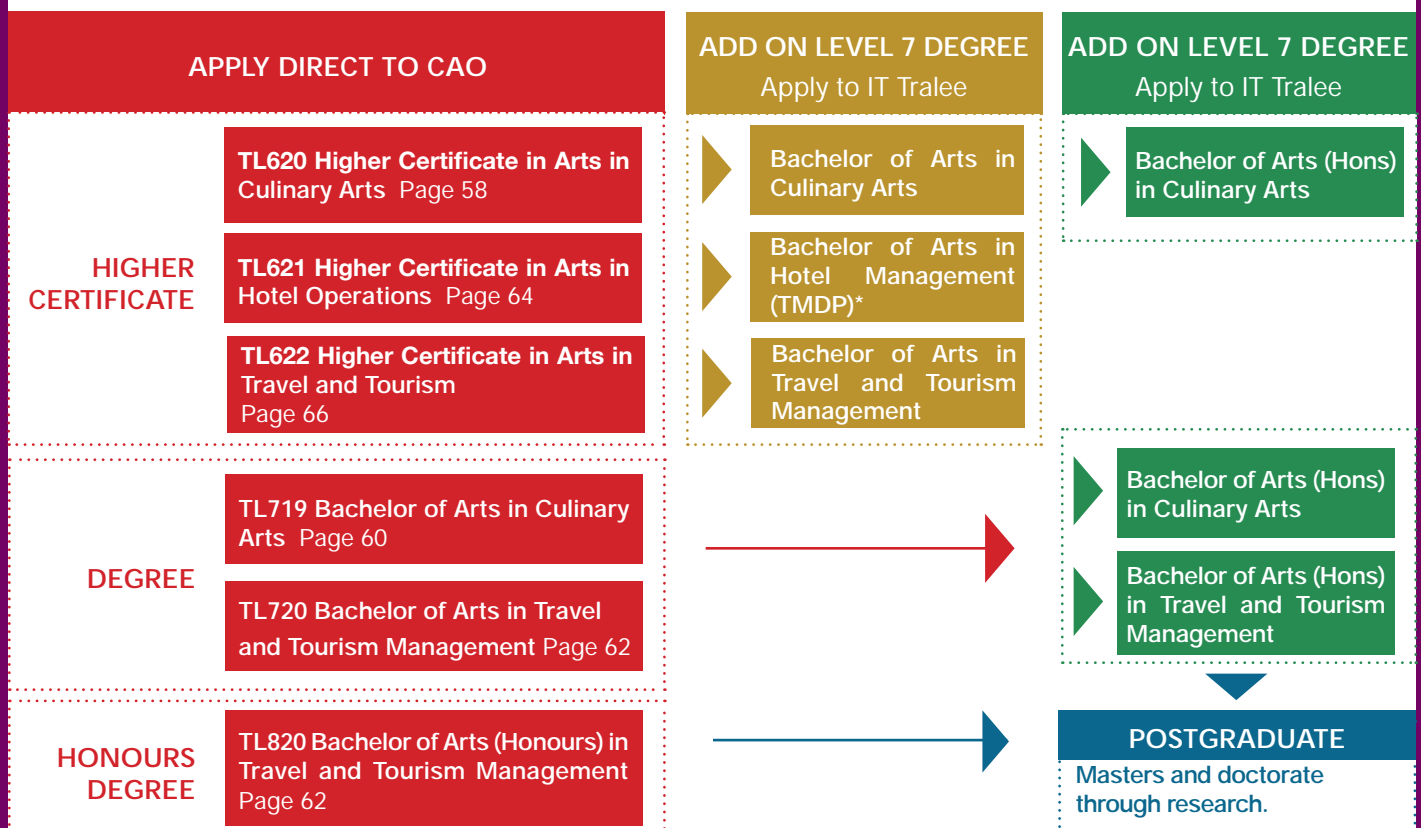 APPLY DIRECT TO CAO
HIGHER
CERTIFICATE
TL620 Higher Certificate in Arts in
Culinary Arts Page 58
TL621 Higher Certificate in Arts in
Hotel Operations Page 64
TL622 Higher Certificate in Arts in
Travel and Tourism
Page 66
DEGREE
TL719 Bachelor of Arts in Culinary
Arts Page 60
TL720 Bachelor of Arts in Travel
and Tourism Management Page 62
HONOURS
DEGREE
TL820 Bachelor of Arts (Honours) in
Travel and Tourism Management
Page 62
ADD ON LEVEL 7 DEGREE
Apply to IT Tralee
Bachelor of Arts in
Culinary Arts
Bachelor of Arts in
Hotel Management
(TMDP)*
Bachelor of Arts in
Travel and Tourism
Management
ADD ON LEVEL 7 DEGREE
Apply to IT Tralee
Bachelor of Arts (Hons)
in Culinary Arts
Bachelor of Arts (Hons)
in Culinary Arts
Bachelor of Arts (Hons)
in Travel and Tourism
Management
POSTGRADUATE
Masters and doctorate
through research.